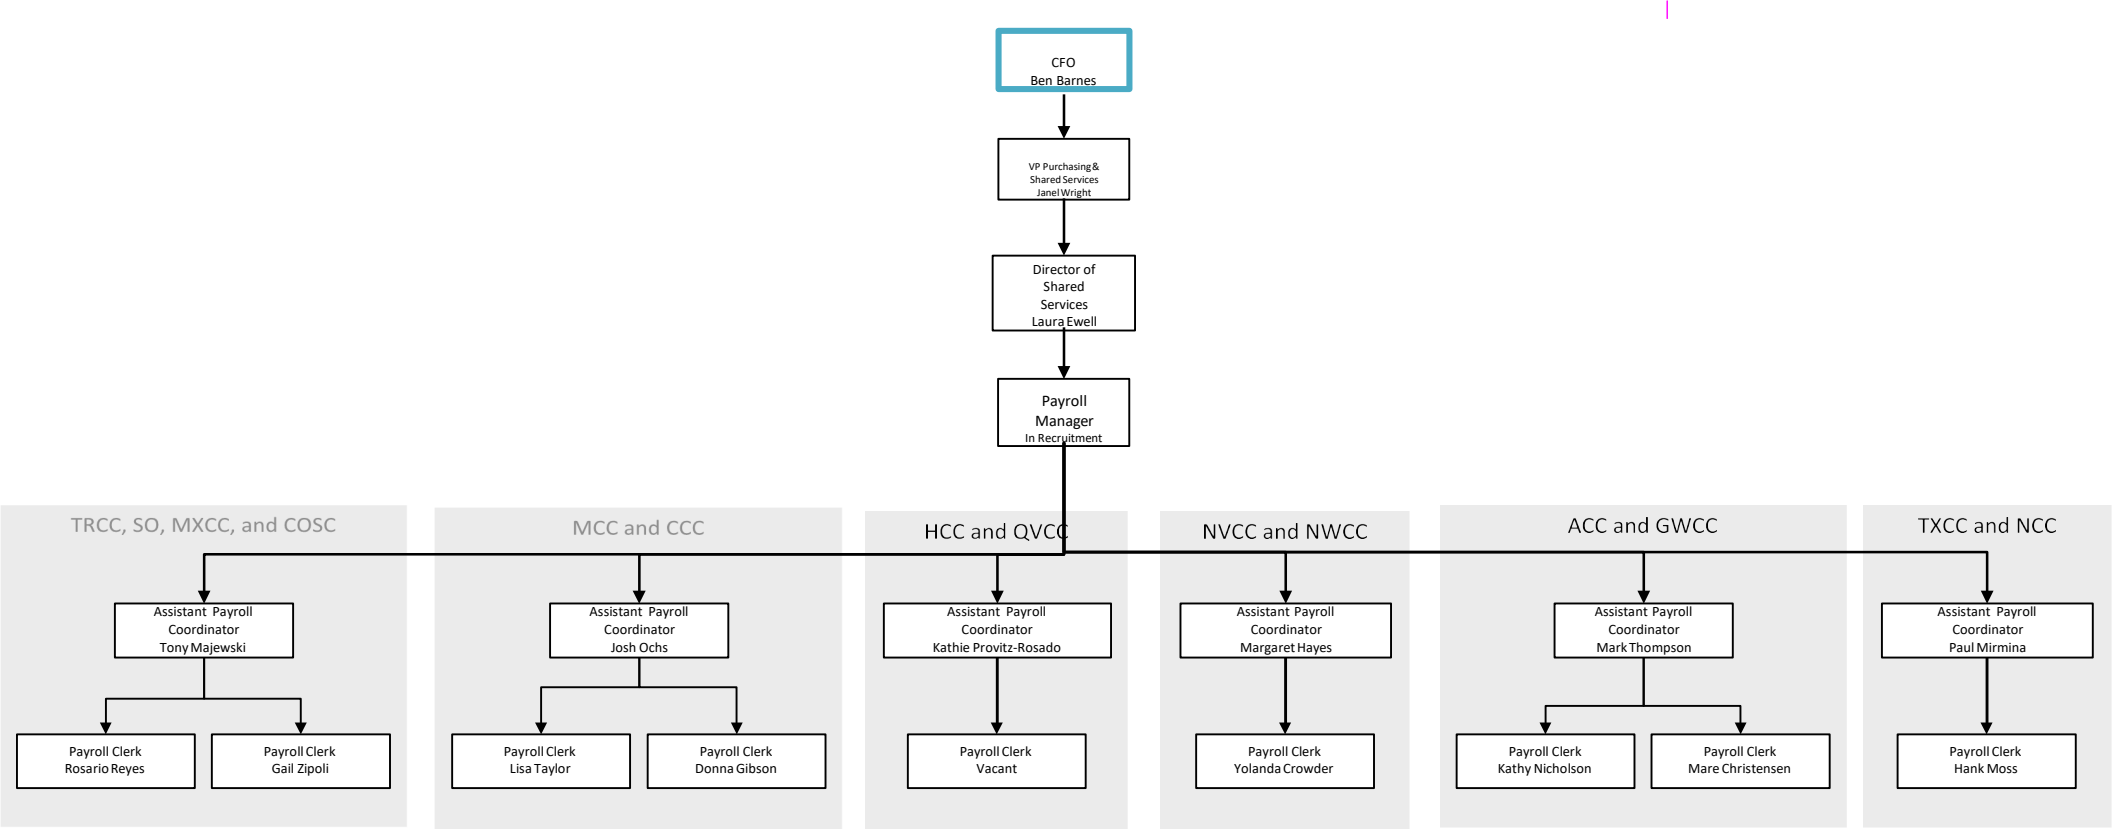 CFO
Ben Barnes
VP Purchasing &
Shared Services
Janel Wright
Director of
Shared
Services
Laura Ewell
Payroll
Manager
In Recruitment
TRCC, SO, MXCC, and COSC
MCC and CCC
HCC and QVCC
NVCC and NWCC
ACC and GWCC
TXCC and NCC
Assistant Payroll
Coordinator
Tony Majewski
Assistant Payroll
Coordinator
Josh Ochs
Assistant Payroll
Coordinator
Kathie Provitz-Rosado
Assistant Payroll
Coordinator
Margaret Hayes
Assistant Payroll
Coordinator
Mark Thompson
Assistant Payroll
Coordinator
Paul Mirmina
Payroll Clerk
Rosario Reyes
Payroll Clerk
Gail Zipoli
Payroll Clerk
Lisa Taylor
Payroll Clerk
Donna Gibson
Payroll Clerk
Vacant
Payroll Clerk
Yolanda Crowder
Payroll Clerk
Kathy Nicholson
Payroll Clerk
Mare Christensen
Payroll Clerk
Hank Moss